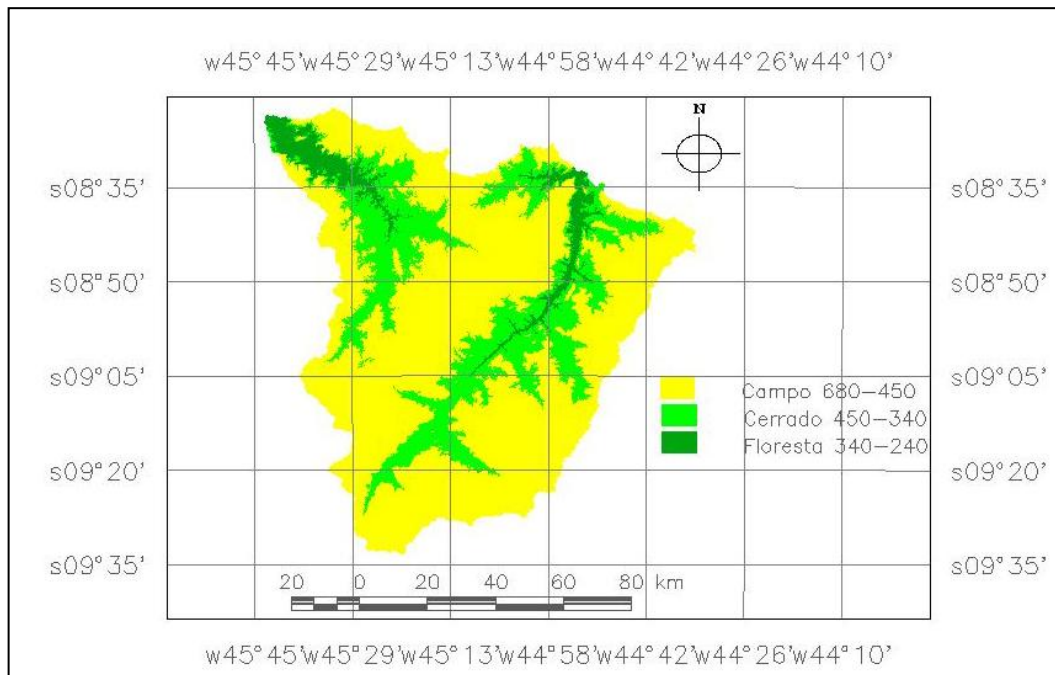 w45°45'w45°29'w45°13'w44°58'w44°42'w44°26'w44°10'
N
s08°35' s08°35'
s08°50' s08°50'
s09°05' s09°05'
Campo 680-450
Cerrado 450-340
Floresta 340-240
s09°20' s09°20'
s09°35' s09°35'
20 0 20 40 60 80 km
w45°45'w45°29'w45°13'w44°58'w44°42'w44°26'w44°10'